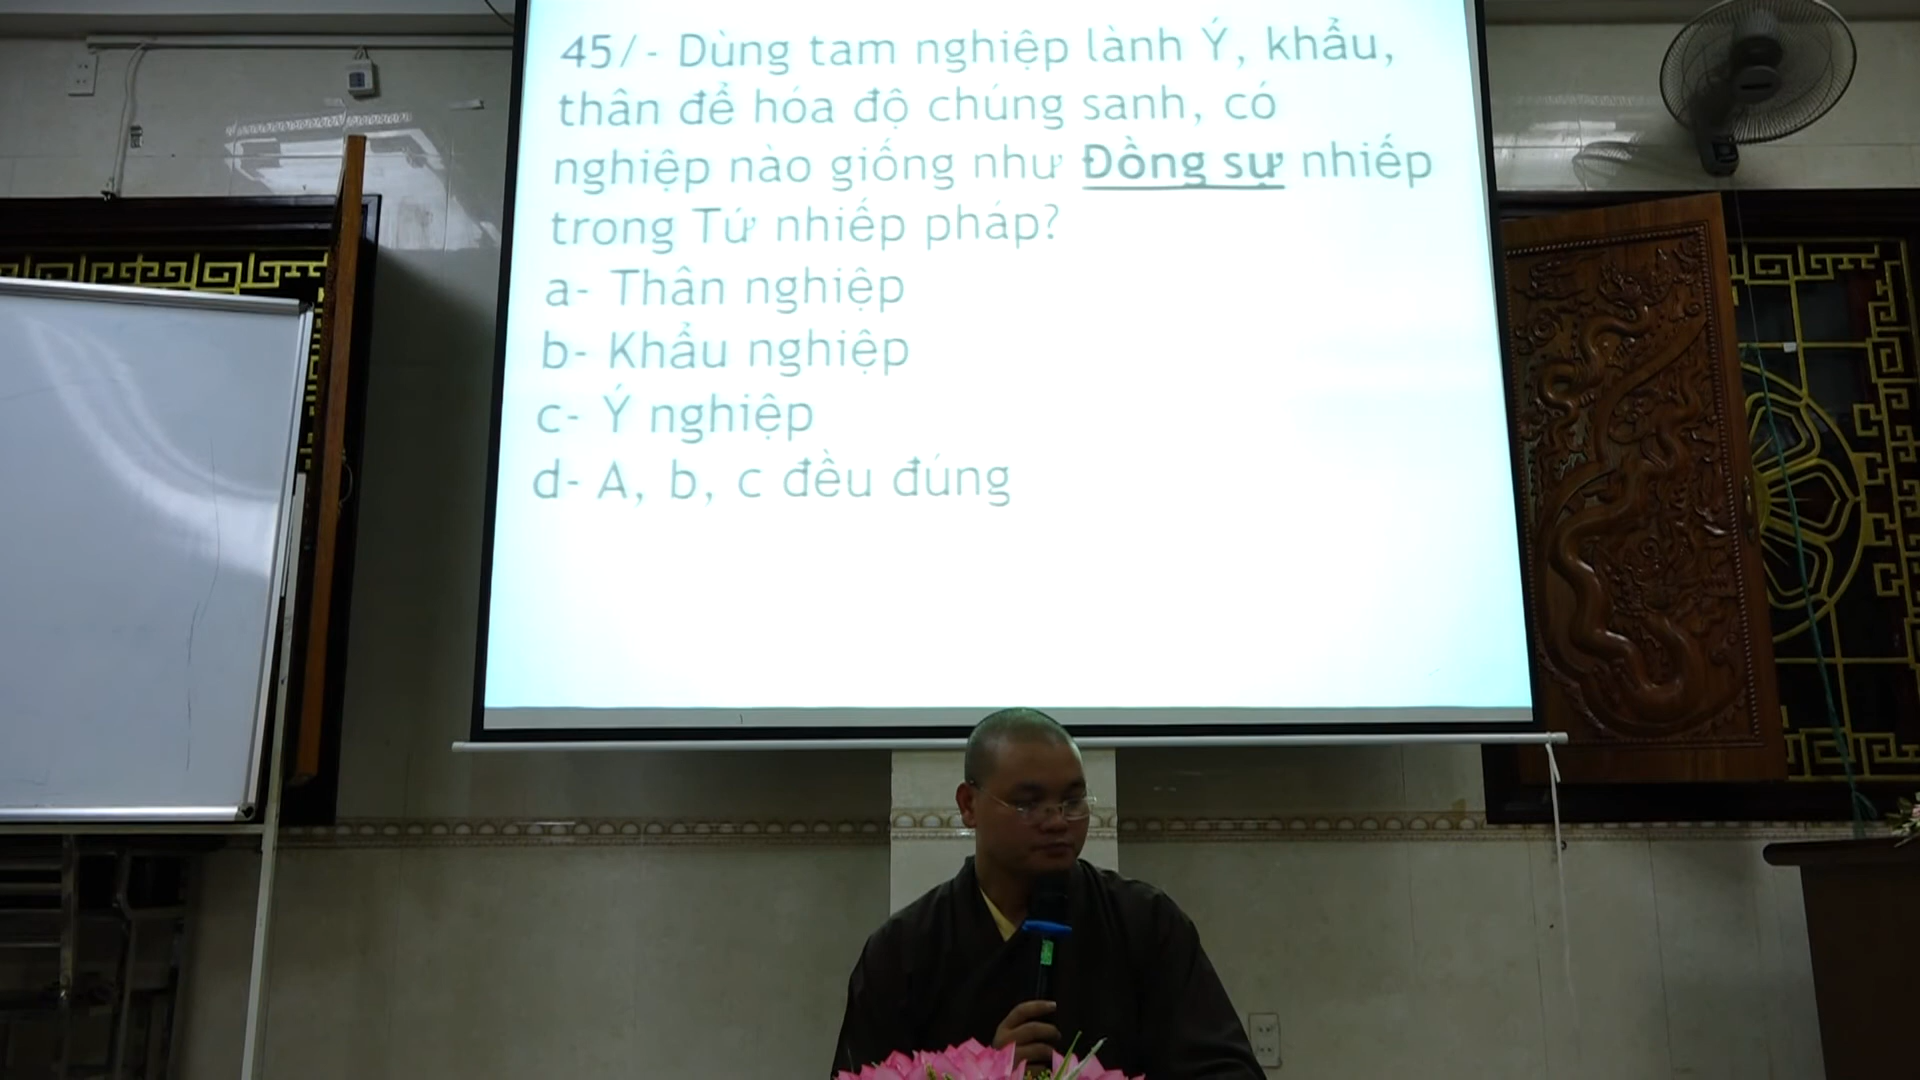 45/- Dùng tam nghiệp lành Ý, khẩu,
thân để hóa độ chúng sanh, có
nghiệp nào giống như Đồng sự nhiếp
trong Tứ nhiếp pháp?
a- Thân nghiệp
b- Khẩu nghiệp
c- Ý nghiệp
d- A, b, c đều đúng